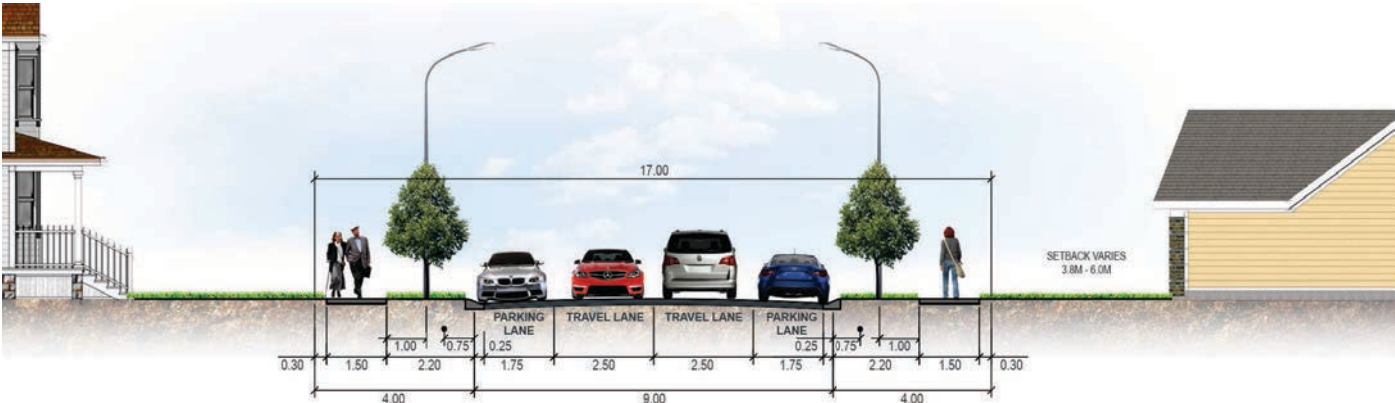 17.00
SETBACK VARIES
3.8M - 6.0M
PARKING
LANE
TRAVEL LANE
TRAVEL LANE
PARKING
LANE
1.00
0.75
0.25
0.25
0.75
1.00
0.30
1.50
2.20
1.75
2.50
2.50
1.75
2.20
1.50
0.30
4.00
9.00
4.00